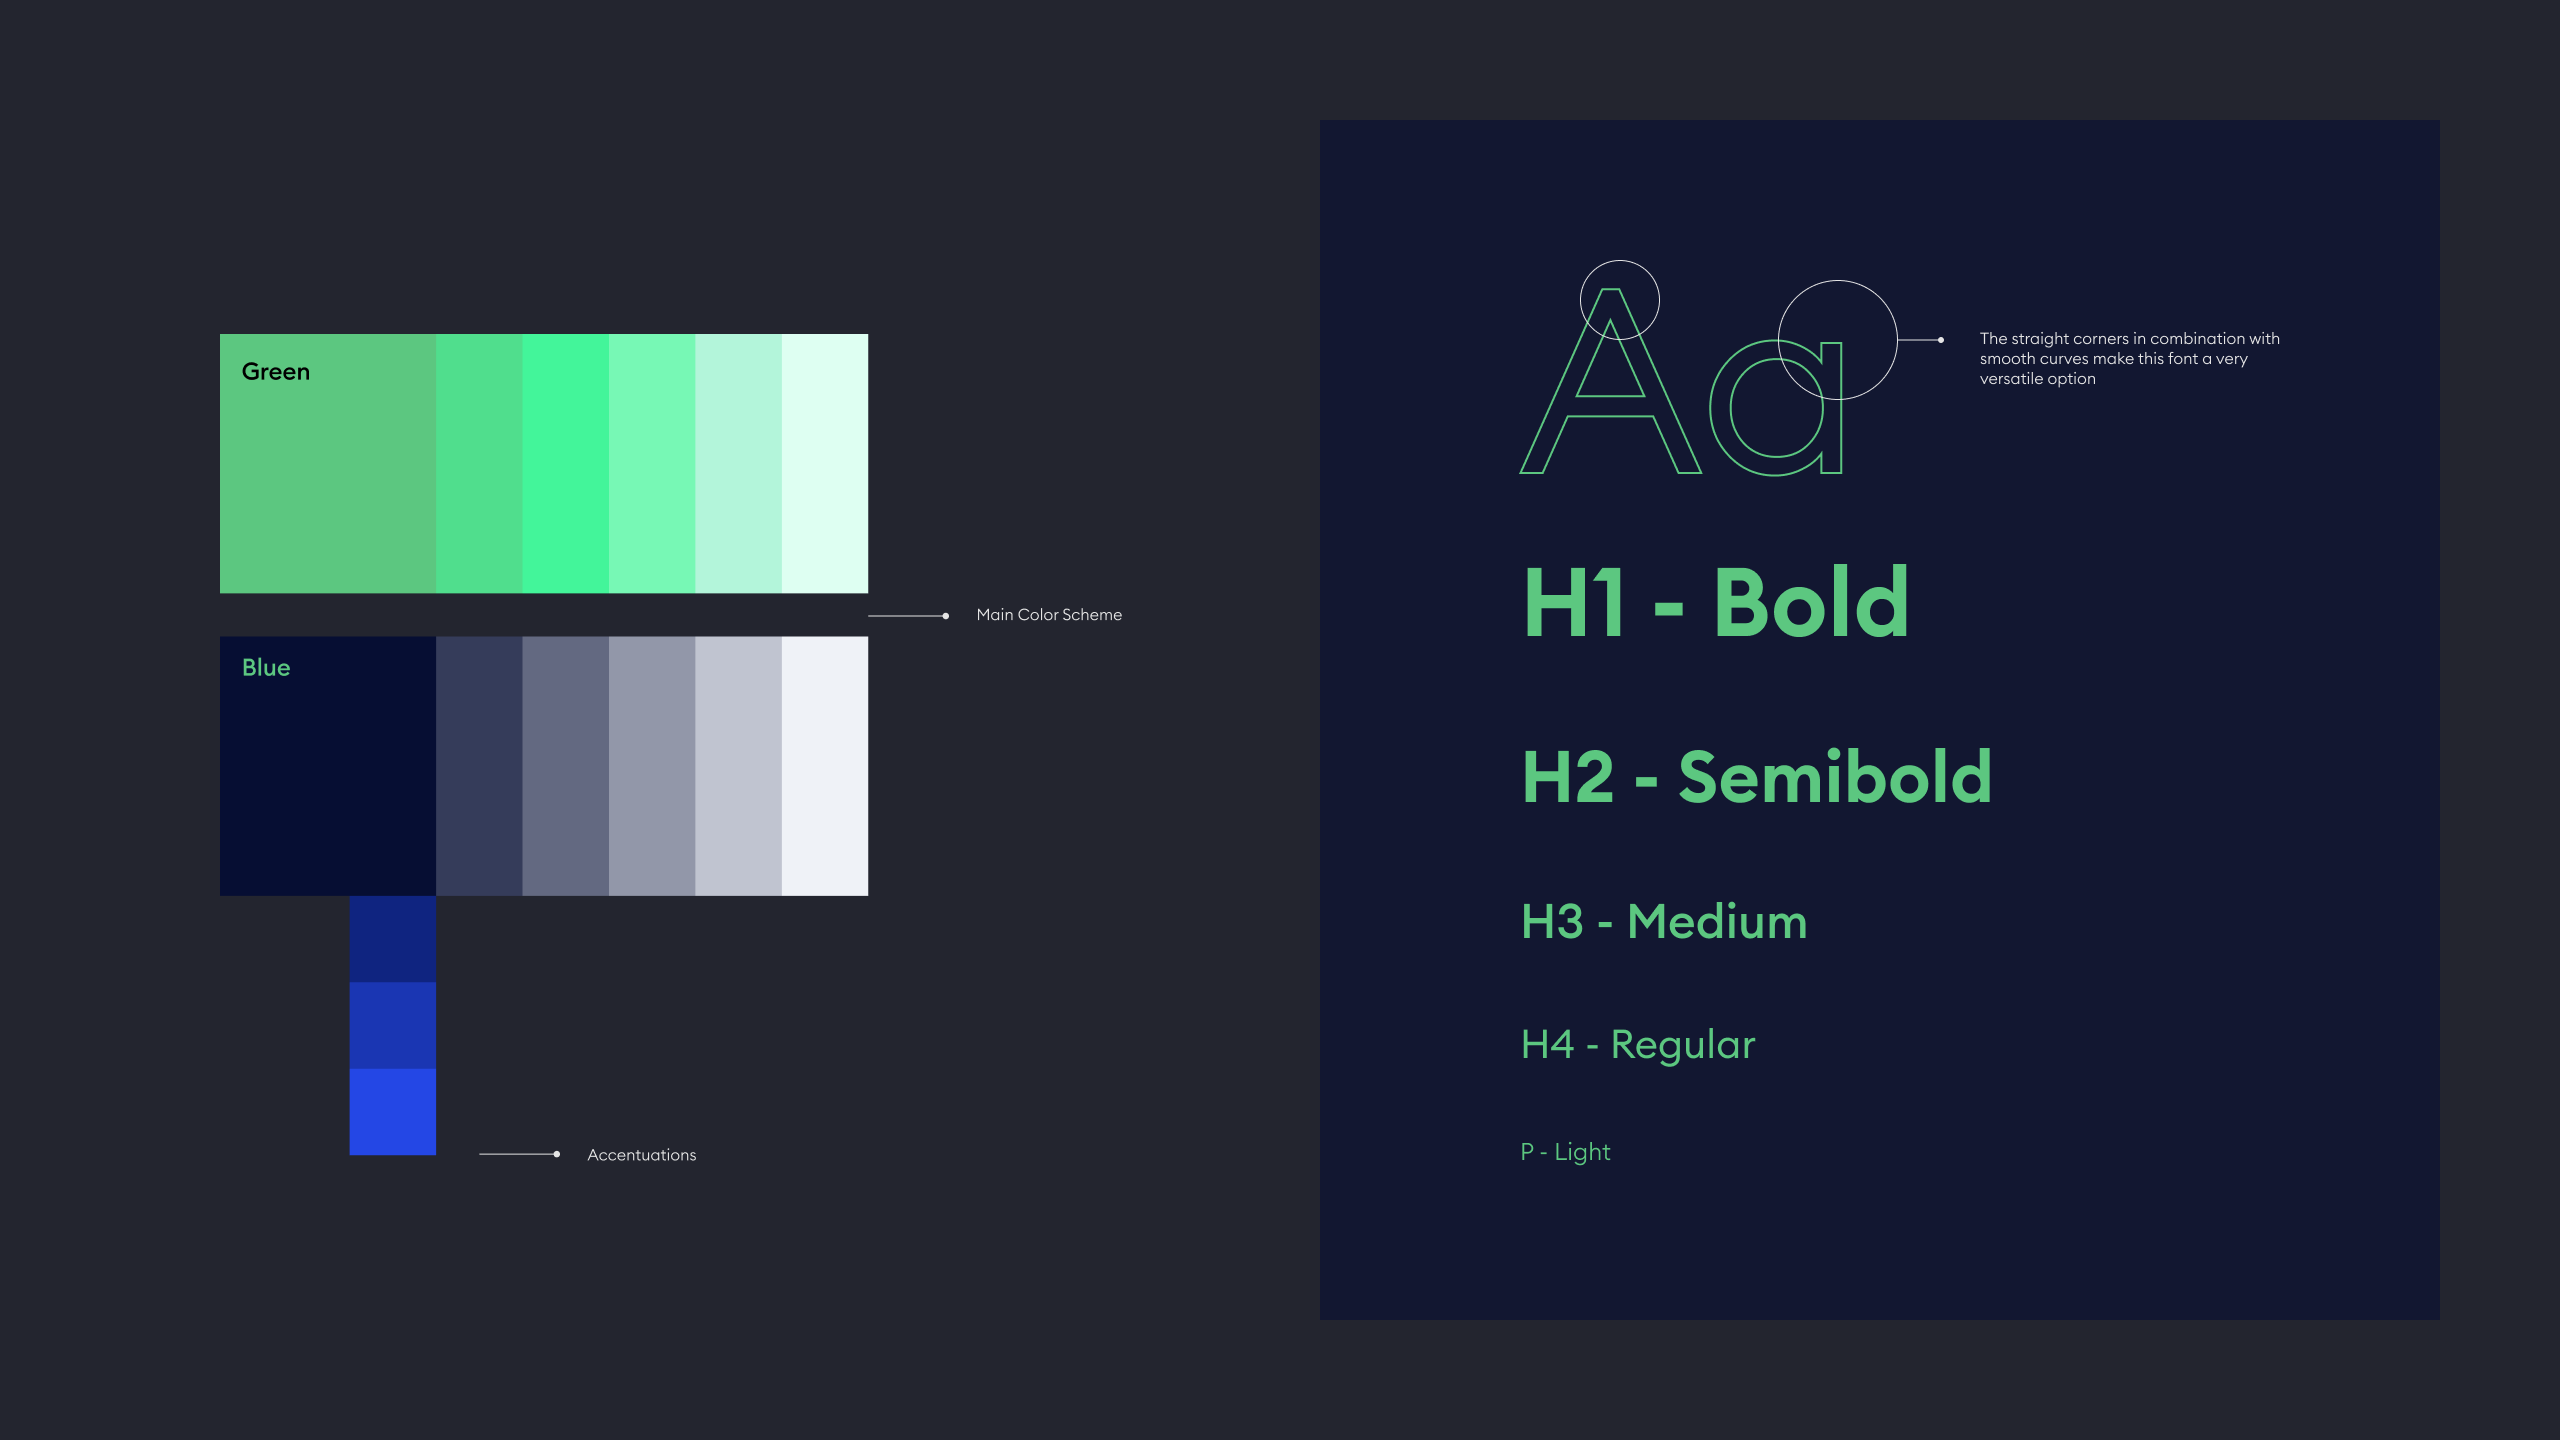 Green
Main Color Scheme
Blue
Accentuations
Aa
The straight corners in combination with
smooth curves make this font a very
versatile option
H1 - Bold
H2 - Semibold
H3 - Medium
H4 - Regular
P - Light